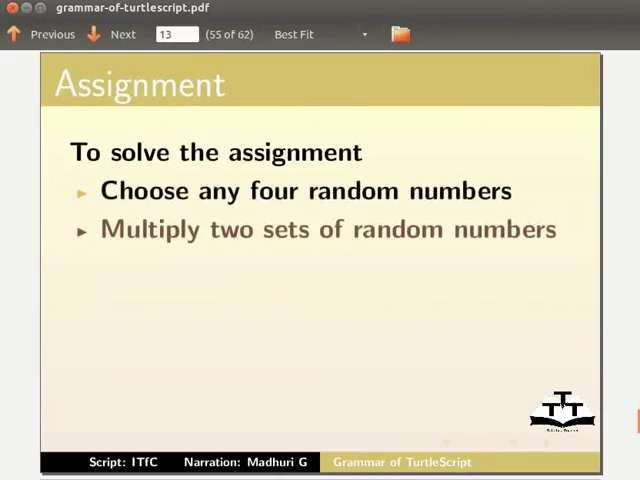 grammar-of-turtlescript.pdf
Previous Next 13 (55 of 62) Best Fit
Assignment
To solve the assignment
Choose any four random numbers
Multiply two sets of random numbers
TTT
Script: ITfC Narration: Madhuri G Grammar of TurtleScript